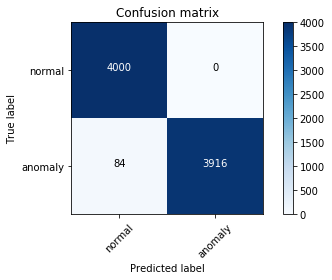 Confusion matrix
4000
3500
3000
2500
2000
1500
1000
500
0
True label
normal
anomaly
4000 0
84 3916
normal anomaly
Predicted label